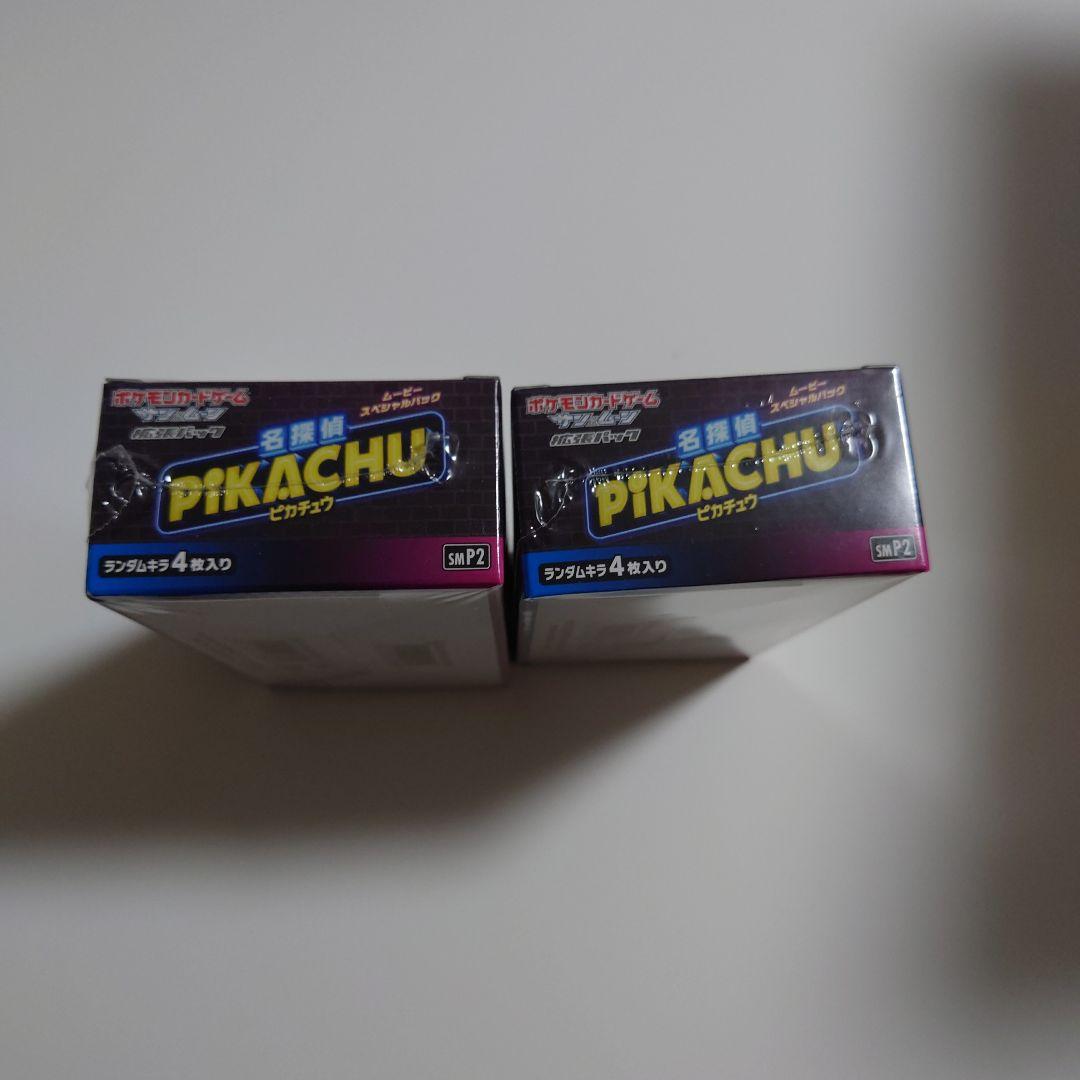 ポケモンカードゲーム
サン&ムーン
拡張パック
ムービー
スペシャルパック
名探偵
PiKACHU
ピカチュウ
ランダムキラ4枚入り
SMP2
ポケモンカードゲーム
サン&ムーン
拡張パック
ムービー
スペシャルパック
名探偵
PiKACHU
ピカチュウ
ランダムキラ4枚入り
SMP2